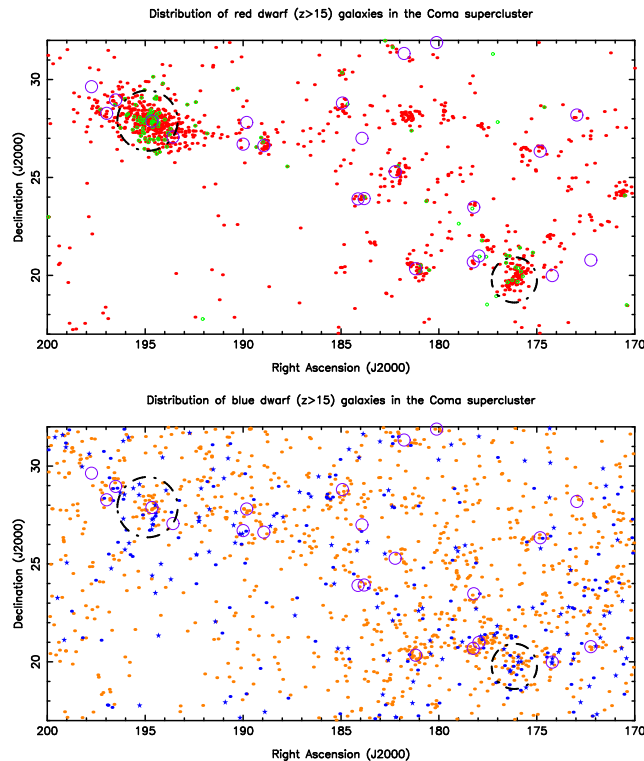 Distribution of red dwarf (z>15) galaxies in the Coma supercluster
30
25
20
Declination (J2000)
200 195 190 185 180 175 170
Right Ascension (J2000)
Distribution of blue dwarf (z>15) galaxies in the Coma supercluster
30
25
20
Declination (J2000)
200 195 190 185 180 175 170
Right Ascension (J2000)